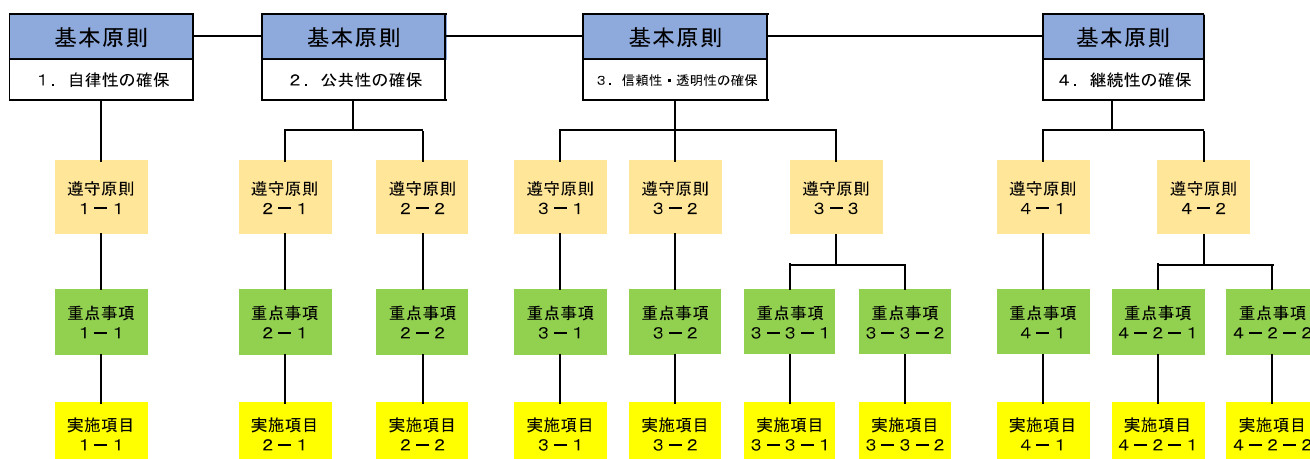 基本原則
1．自律性の確保
基本原則
2．公共性の確保
基本原則
3．信頼性・透明性の確保
基本原則
4．継続性の確保
遵守原則
1－1
遵守原則
2－1
遵守原則
2－2
遵守原則
3－1
遵守原則
3－2
遵守原則
3－3
遵守原則
4－1
遵守原則
4－2
重点事項
1－1
重点事項
2－1
重点事項
2－2
重点事項
3－1
重点事項
3－2
重点事項
3－3－1
重点事項
3－3－2
重点事項
4－1
重点事項
4－2－1
重点事項
4－2－2
実施項目
1－1
実施項目
2－1
実施項目
2－2
実施項目
3－1
実施項目
3－2
実施項目
3－3－1
実施項目
3－3－2
実施項目
4－1
実施項目
4－2－1
実施項目
4－2－2